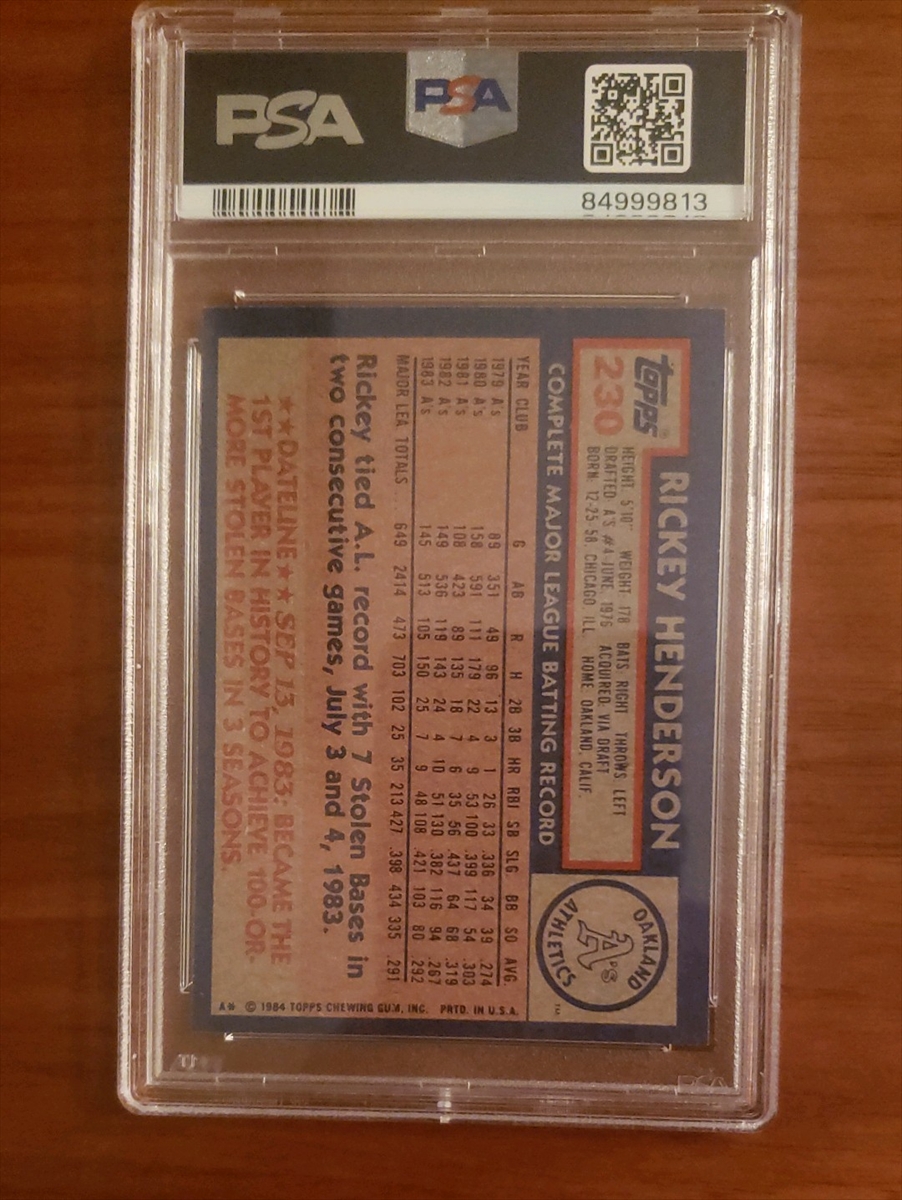 PSA
PSA
84999813
topps
230
RICKEY HENDERSON
HEIGHT: 5'10" WEIGHT: 178 BATS: RIGHT THROWS: LEFT
DRAFTED: A'S #4-JUNE, 1976 ACQUIRED: VIA DRAFT
BORN: 12-25-58, CHICAGO, ILL. HOME: OAKLAND, CALIF.
OAKLAND
A's
ATHLETICS
TM
COMPLETE MAJOR LEAGUE BATTING RECORD
YEAR CLUB G AB R H 2B 3B HR RBI SB SLG BB SO AVG
1979 A's 89 351 49 96 13 3 1 26 33 .336 34 39 .274
1980 A's 158 591 111 179 22 4 9 53 100 .399 117 54 .303
1981 A's 108 423 89 135 18 7 6 35 56 .437 64 68 .319
1982 A's 149 536 119 143 24 4 10 51 130 .382 116 94 .267
1983 A's 145 513 105 150 25 7 9 48 108 .421 103 80 .292
MAJOR LEA TOTALS ... 649 2414 473 703 102 25 35 213 427 .398 434 335 .291
Rickey tied A.L. record with 7 Stolen Bases in
two consecutive games, July 3 and 4, 1983.
★★DATELINE★★ SEP 13, 1983: BECAME THE
1ST PLAYER IN HISTORY TO ACHIEVE 100-OR-
MORE STOLEN BASES IN 3 SEASONS.
A* © 1984 TOPPS CHEWING GUM, INC. PRTD. IN U.S.A.
PSA